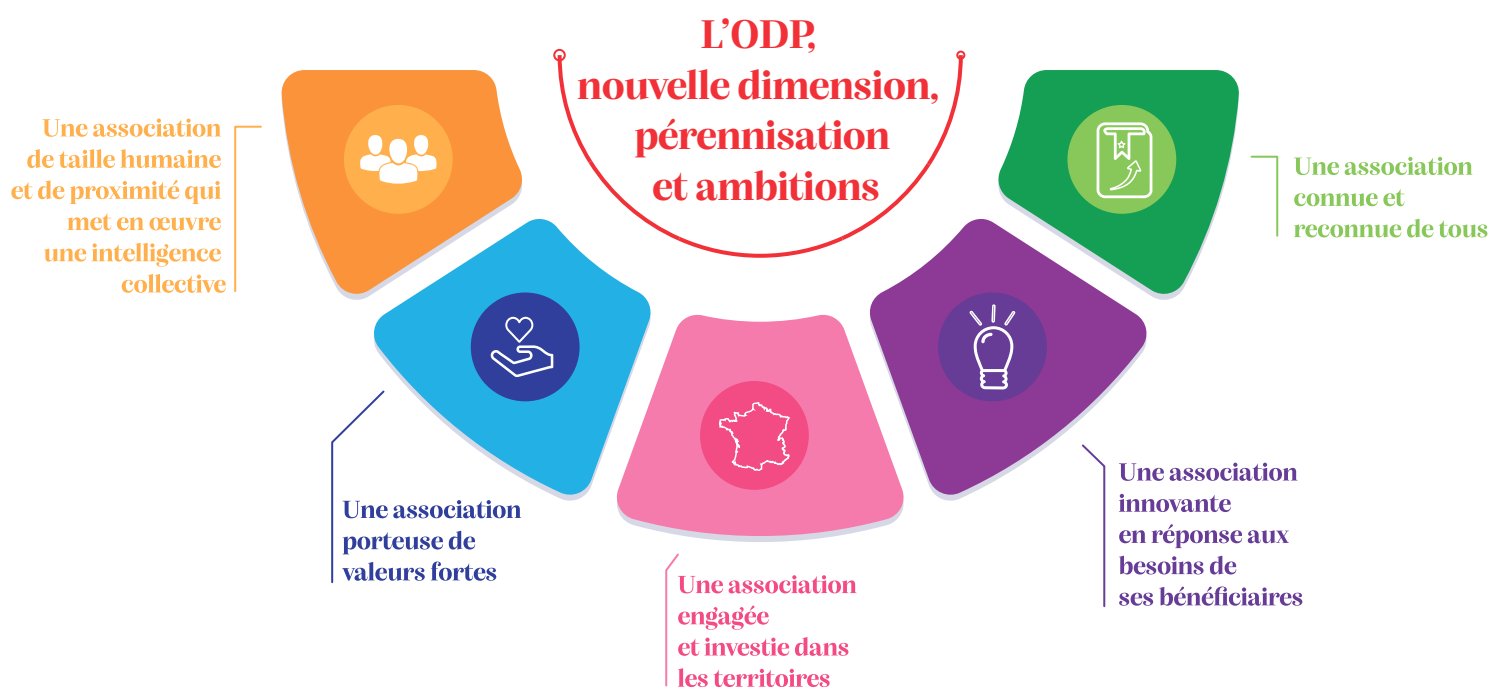 L'ODP,
nouvelle dimension,
pérennisation
et ambitions
Une association
de taille humaine
et de proximité qui
met en œuvre
une intelligence
collective
Une association
porteuse de
valeurs fortes
Une association
engagée
et investie dans
les territoires
Une association
innovante
en réponse aux
besoins de
ses bénéficiaires
Une association
connue et
reconnue de tous